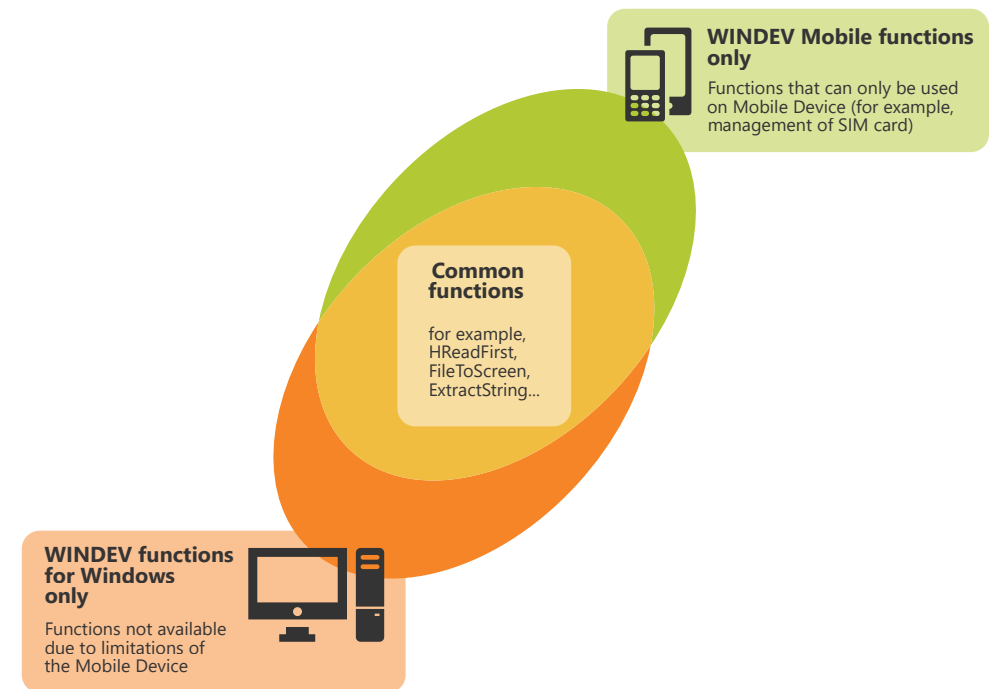 WINDEV Mobile functions
only
Functions that can only be used
on Mobile Device (for example,
management of SIM card)
Common
functions
for example,
HReadFirst,
FileToScreen,
ExtractString...
WINDEV functions
for Windows
only
Functions not available
due to limitations of
the Mobile Device